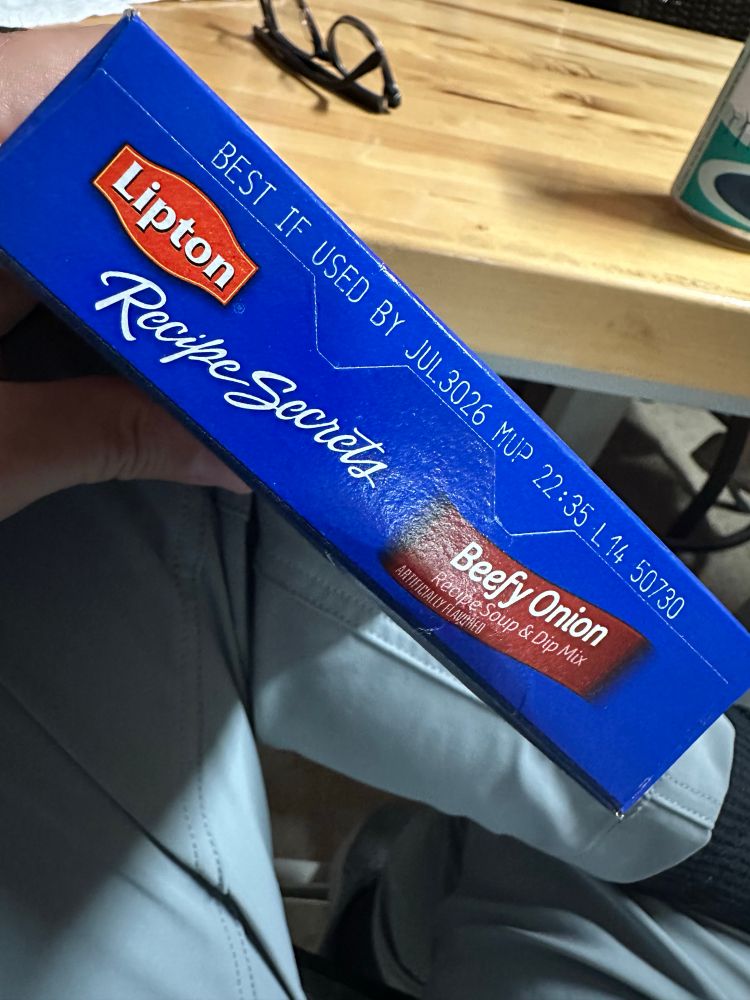 Lipton
®
Recipe Secrets
BEST IF USED BY JUL3026 MUP 22:35 L14 50730
Beefy Onion
Recipe Soup & Dip Mix
ARTIFICIALLY FLAVORED